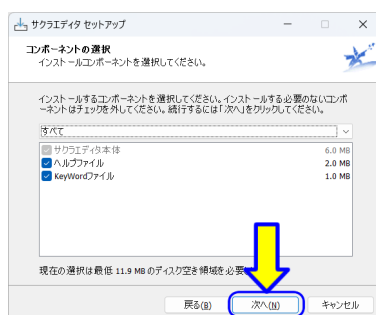 サクラエディタ セットアップ
コンポーネントの選択
インストールコンポーネントを選択してください。
インストールするコンポーネントを選択してください。インストールする必要のないコンポ
ーネントはチェックを外してください。続行するには「次へ」をクリックしてください。
すべて
サクラエディタ本体 6.0 MB
ヘルプファイル 2.0 MB
KeyWordファイル 1.0 MB
現在の選択は最低 11.9 MB のディスク空き領域を必要
戻る(B) 次へ(N) キャンセル